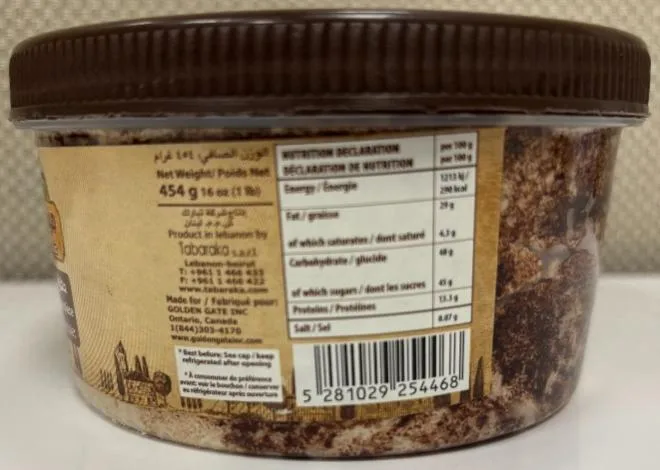 الوزن الصافي: ٤٥٤ غرام
Net Weight/ Poids Net
454 g 16 oz (1 lb)
Product in lebanon by
Tabaraka s.a.r.l.
Lebanon-beirut
T: +961 1 466 433
F: +961 1 466 422
www.tabaraka.com
Made for / Fabriqué pour:
GOLDEN GATE INC
Ontario, Canada
1(844)303-4170
www.goldengateinc.com
* Best before: See cap / keep
refrigerated after opening
* À consommer de préférence
avant: voir le bouchon / conserver
au réfrigérateur après ouverture
NUTRITION DECLARATION per 100 g
DÉCLARATION DE NUTRITION per 100 g
Energy / Énergie 1213 kj/
290 kcal
Fat / graisse 29 g
of which saturates / dont saturé 4,3 g
Carbohydrate / glucide 48 g
of which sugars / dont les sucres 45 g
Proteins / Protéines 13.1 g
Salt / Sel 0.07 g
5 281029 254468